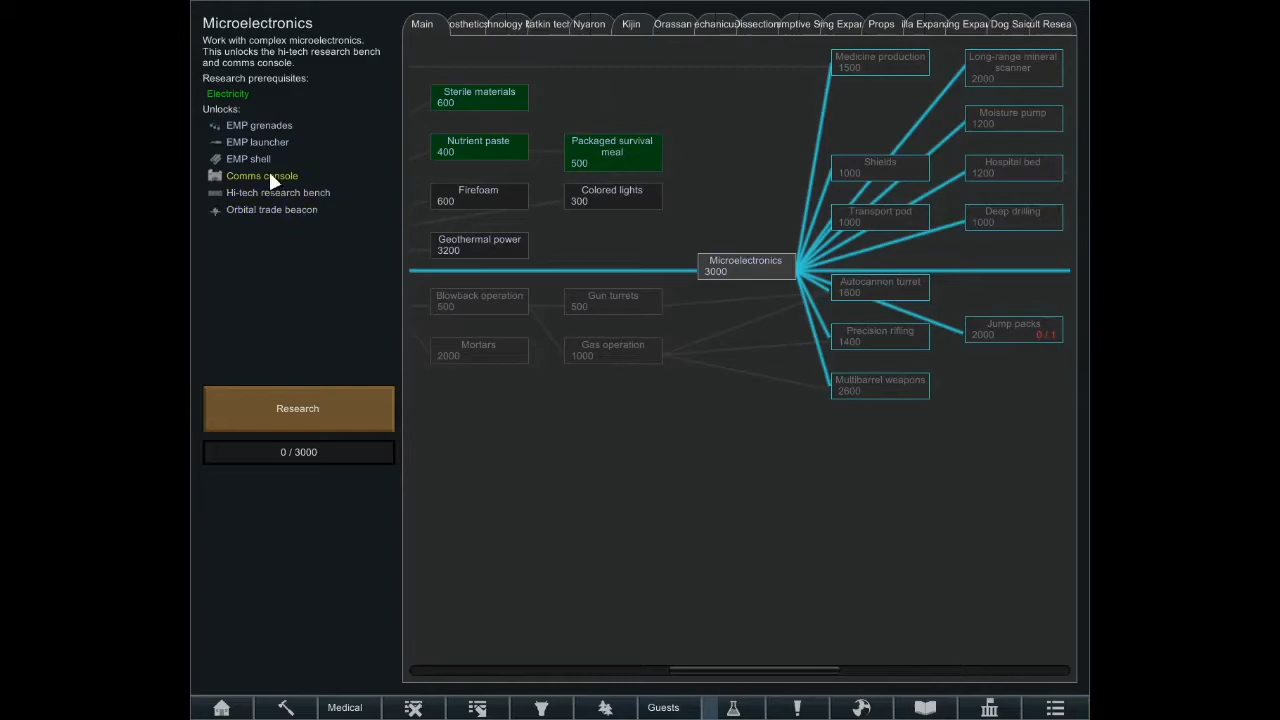 Microelectronics
Work with complex microelectronics.
This unlocks the hi-tech research bench
and comms console.
Research prerequisites:
Electricity
Unlocks:
EMP grenades
EMP launcher
EMP shell
Comms console
Hi-tech research bench
Orbital trade beacon
Research
0 / 3000
Main
Nyaron
Kijin
Orassan
Dissection
Props
Sterile materials
600
Nutrient paste
400
Packaged survival
meal
500
Firefoam
600
Colored lights
300
Geothermal power
3200
Blowback operation
500
Gun turrets
500
Mortars
2000
Gas operation
1000
Microelectronics
3000
Medicine production
1500
Long-range mineral
scanner
2000
Moisture pump
1200
Shields
1000
Hospital bed
1200
Transport pod
1000
Deep drilling
1000
Autocannon turret
1600
Precision rifling
1400
Jump packs
2000 0 / 1
Multibarrel weapons
2600
Medical
Guests